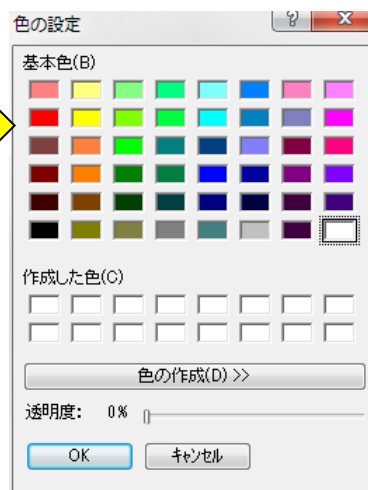 色の設定
基本色(B)
作成した色(C)
色の作成(D) >>
透明度: 0%
OK キャンセル